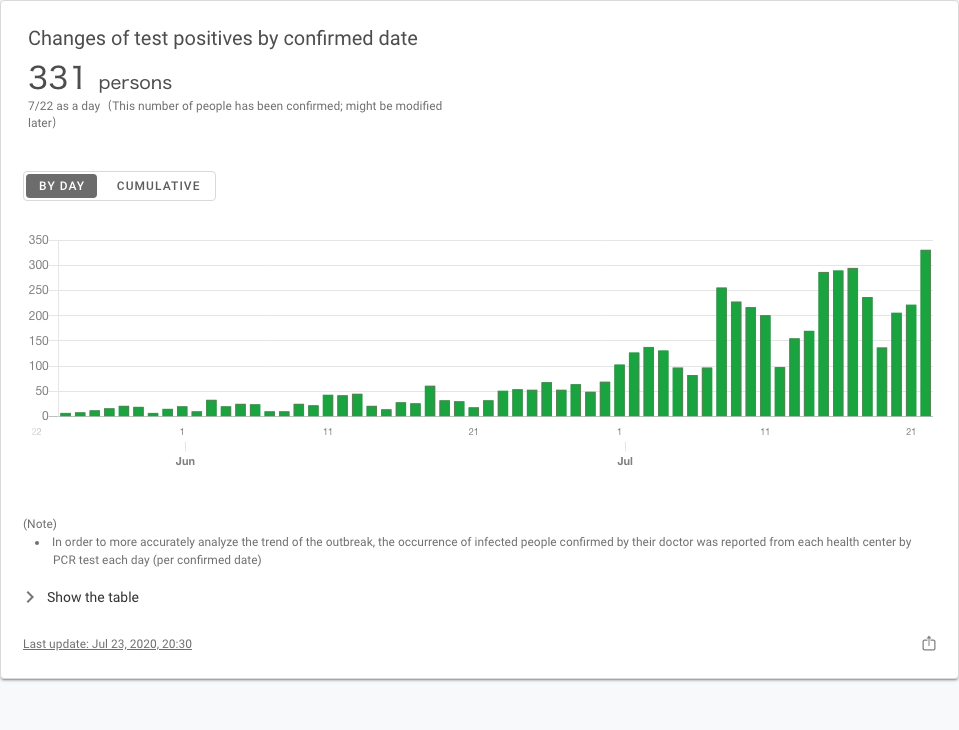 Changes of test positives by confirmed date
331 persons
7/22 as a day（This number of people has been confirmed; might be modified
later）
BY DAY CUMULATIVE
350
300
250
200
150
100
50
0
22 1 11 21 1 11 21
Jun Jul
(Note)
• In order to more accurately analyze the trend of the outbreak, the occurrence of infected people confirmed by their doctor was reported from each health center by
PCR test each day (per confirmed date)
Show the table
Last update: Jul 23, 2020, 20:30